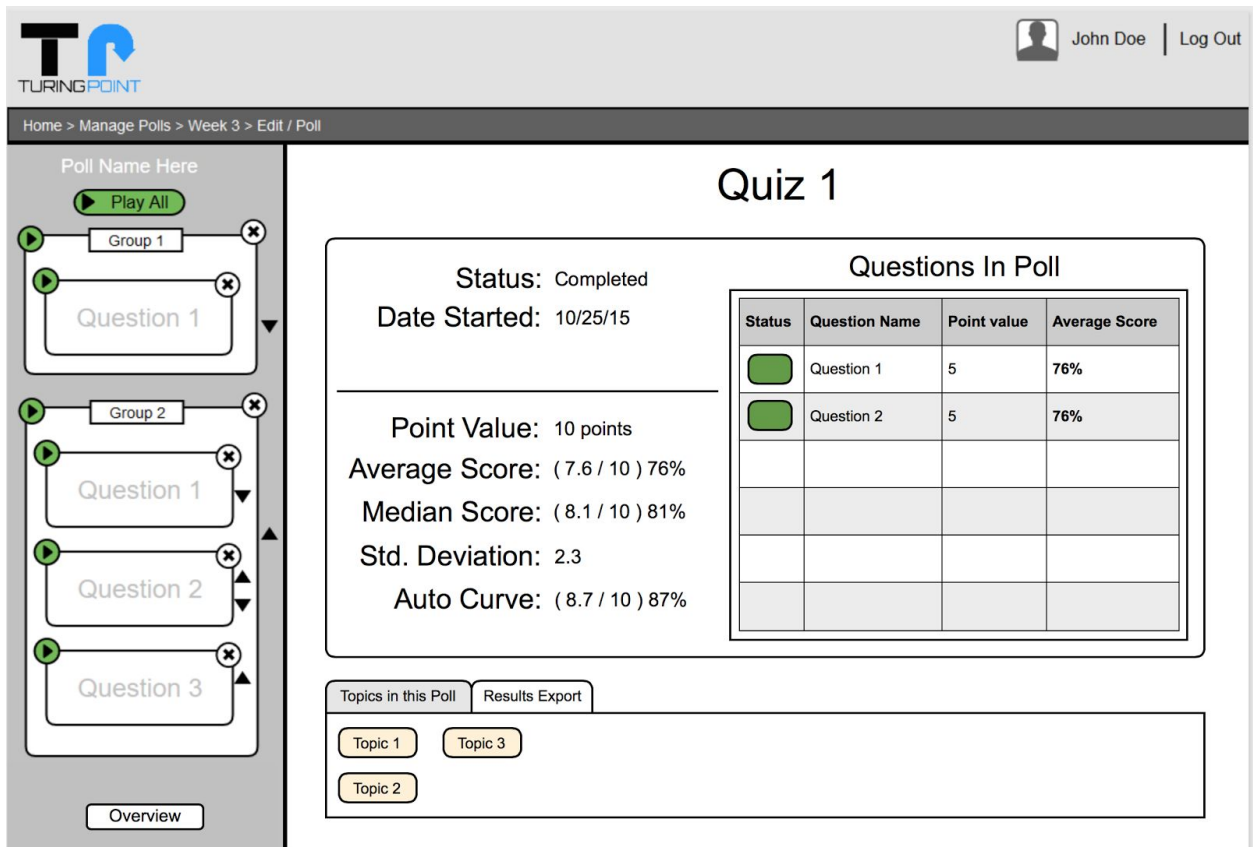 TURINGPOINT
John Doe | Log Out
Home > Manage Polls > Week 3 > Edit / Poll
Poll Name Here
Play All
Group 1
Question 1
Group 2
Question 1
Question 2
Question 3
Overview
Quiz 1
Status: Completed
Date Started: 10/25/15
Point Value: 10 points
Average Score: ( 7.6 / 10 ) 76%
Median Score: ( 8.1 / 10 ) 81%
Std. Deviation: 2.3
Auto Curve: ( 8.7 / 10 ) 87%
Questions In Poll
Status Question Name Point value Average Score
Question 1 5 76%
Question 2 5 76%
Topics in this Poll Results Export
Topic 1 Topic 3
Topic 2